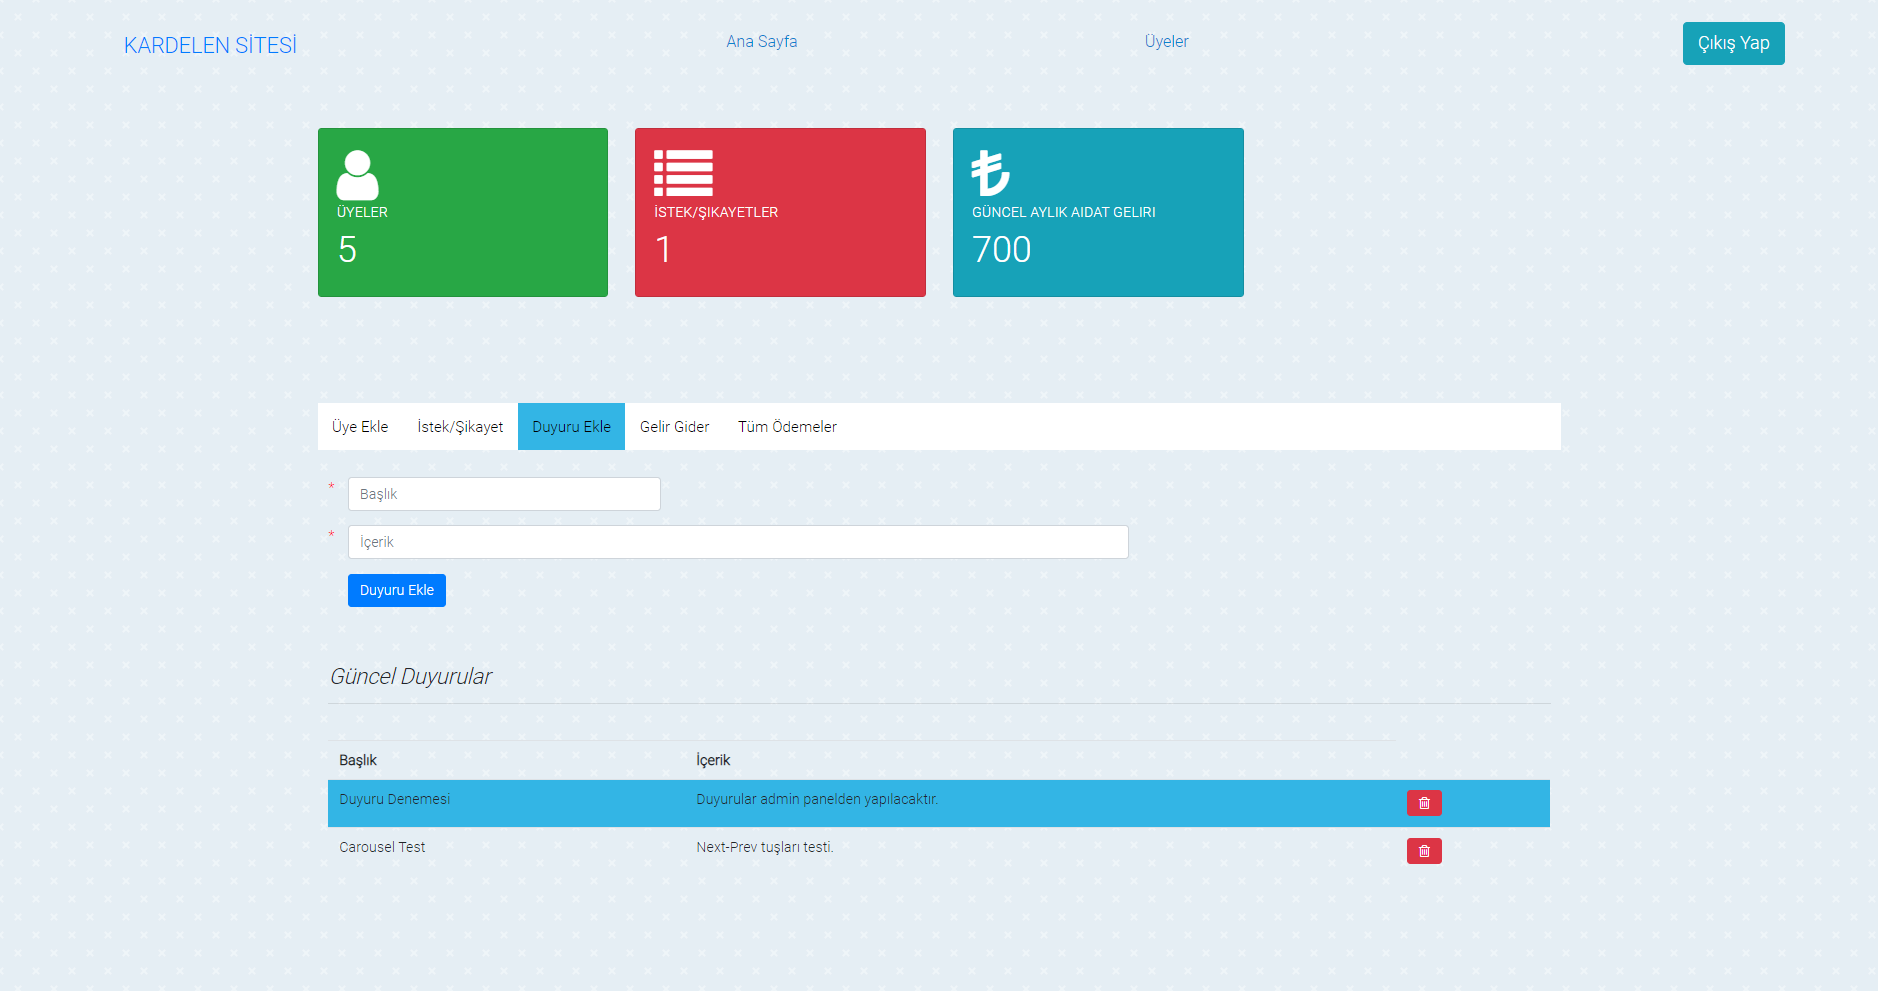 KARDELEN SİTESİ
Ana Sayfa
Üyeler
Çıkış Yap
ÜYELER
5
İSTEK/ŞIKAYETLER
1
GÜNCEL AYLIK AIDAT GELIRI
700
Üye Ekle
İstek/Şikayet
Duyuru Ekle
Gelir Gider
Tüm Ödemeler
* Başlık
* İçerik
Duyuru Ekle
Güncel Duyurular
Başlık İçerik
Duyuru Denemesi Duyurular admin panelden yapılacaktır.
Carousel Test Next-Prev tuşları testi.